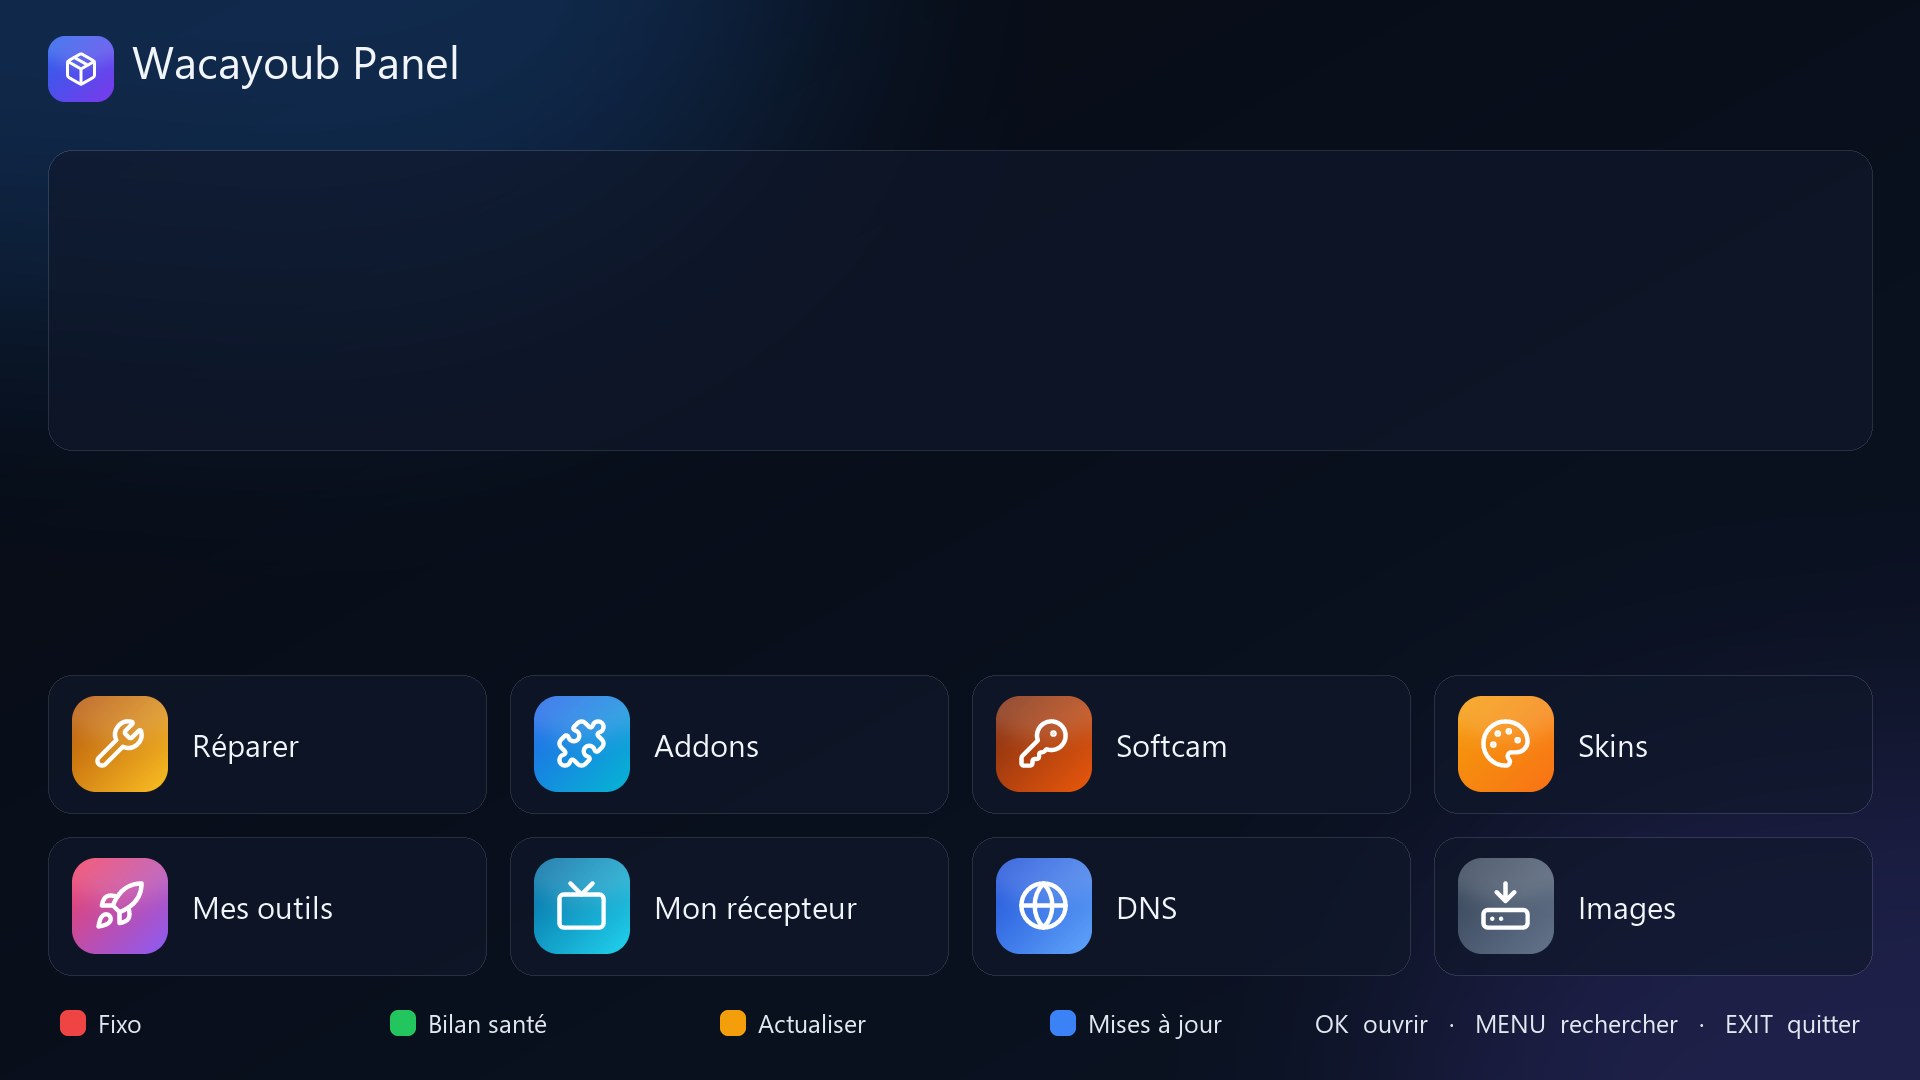 Wacayoub Panel
Réparer
Addons
Softcam
Skins
Mes outils
Mon récepteur
DNS
Images
Fixo
Bilan santé
Actualiser
Mises à jour
OK ouvrir · MENU rechercher · EXIT quitter